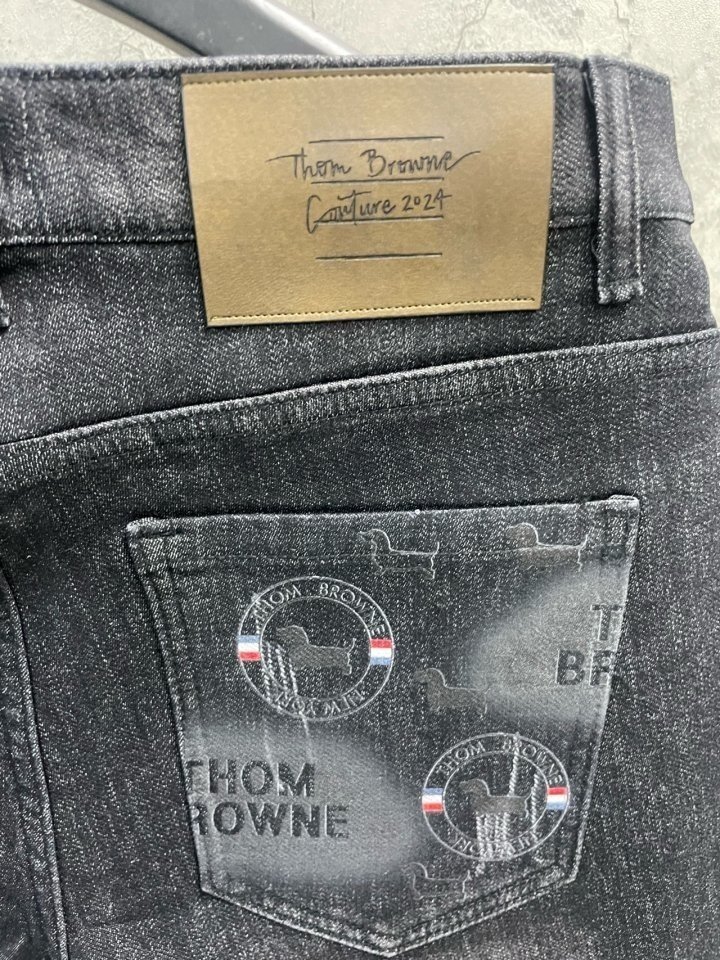 Thom Browne
Couture 2024
THOM BROWNE
NEW YORK
T
BR
THOM
ROWNE
THOM BROWNE
NEW YORK